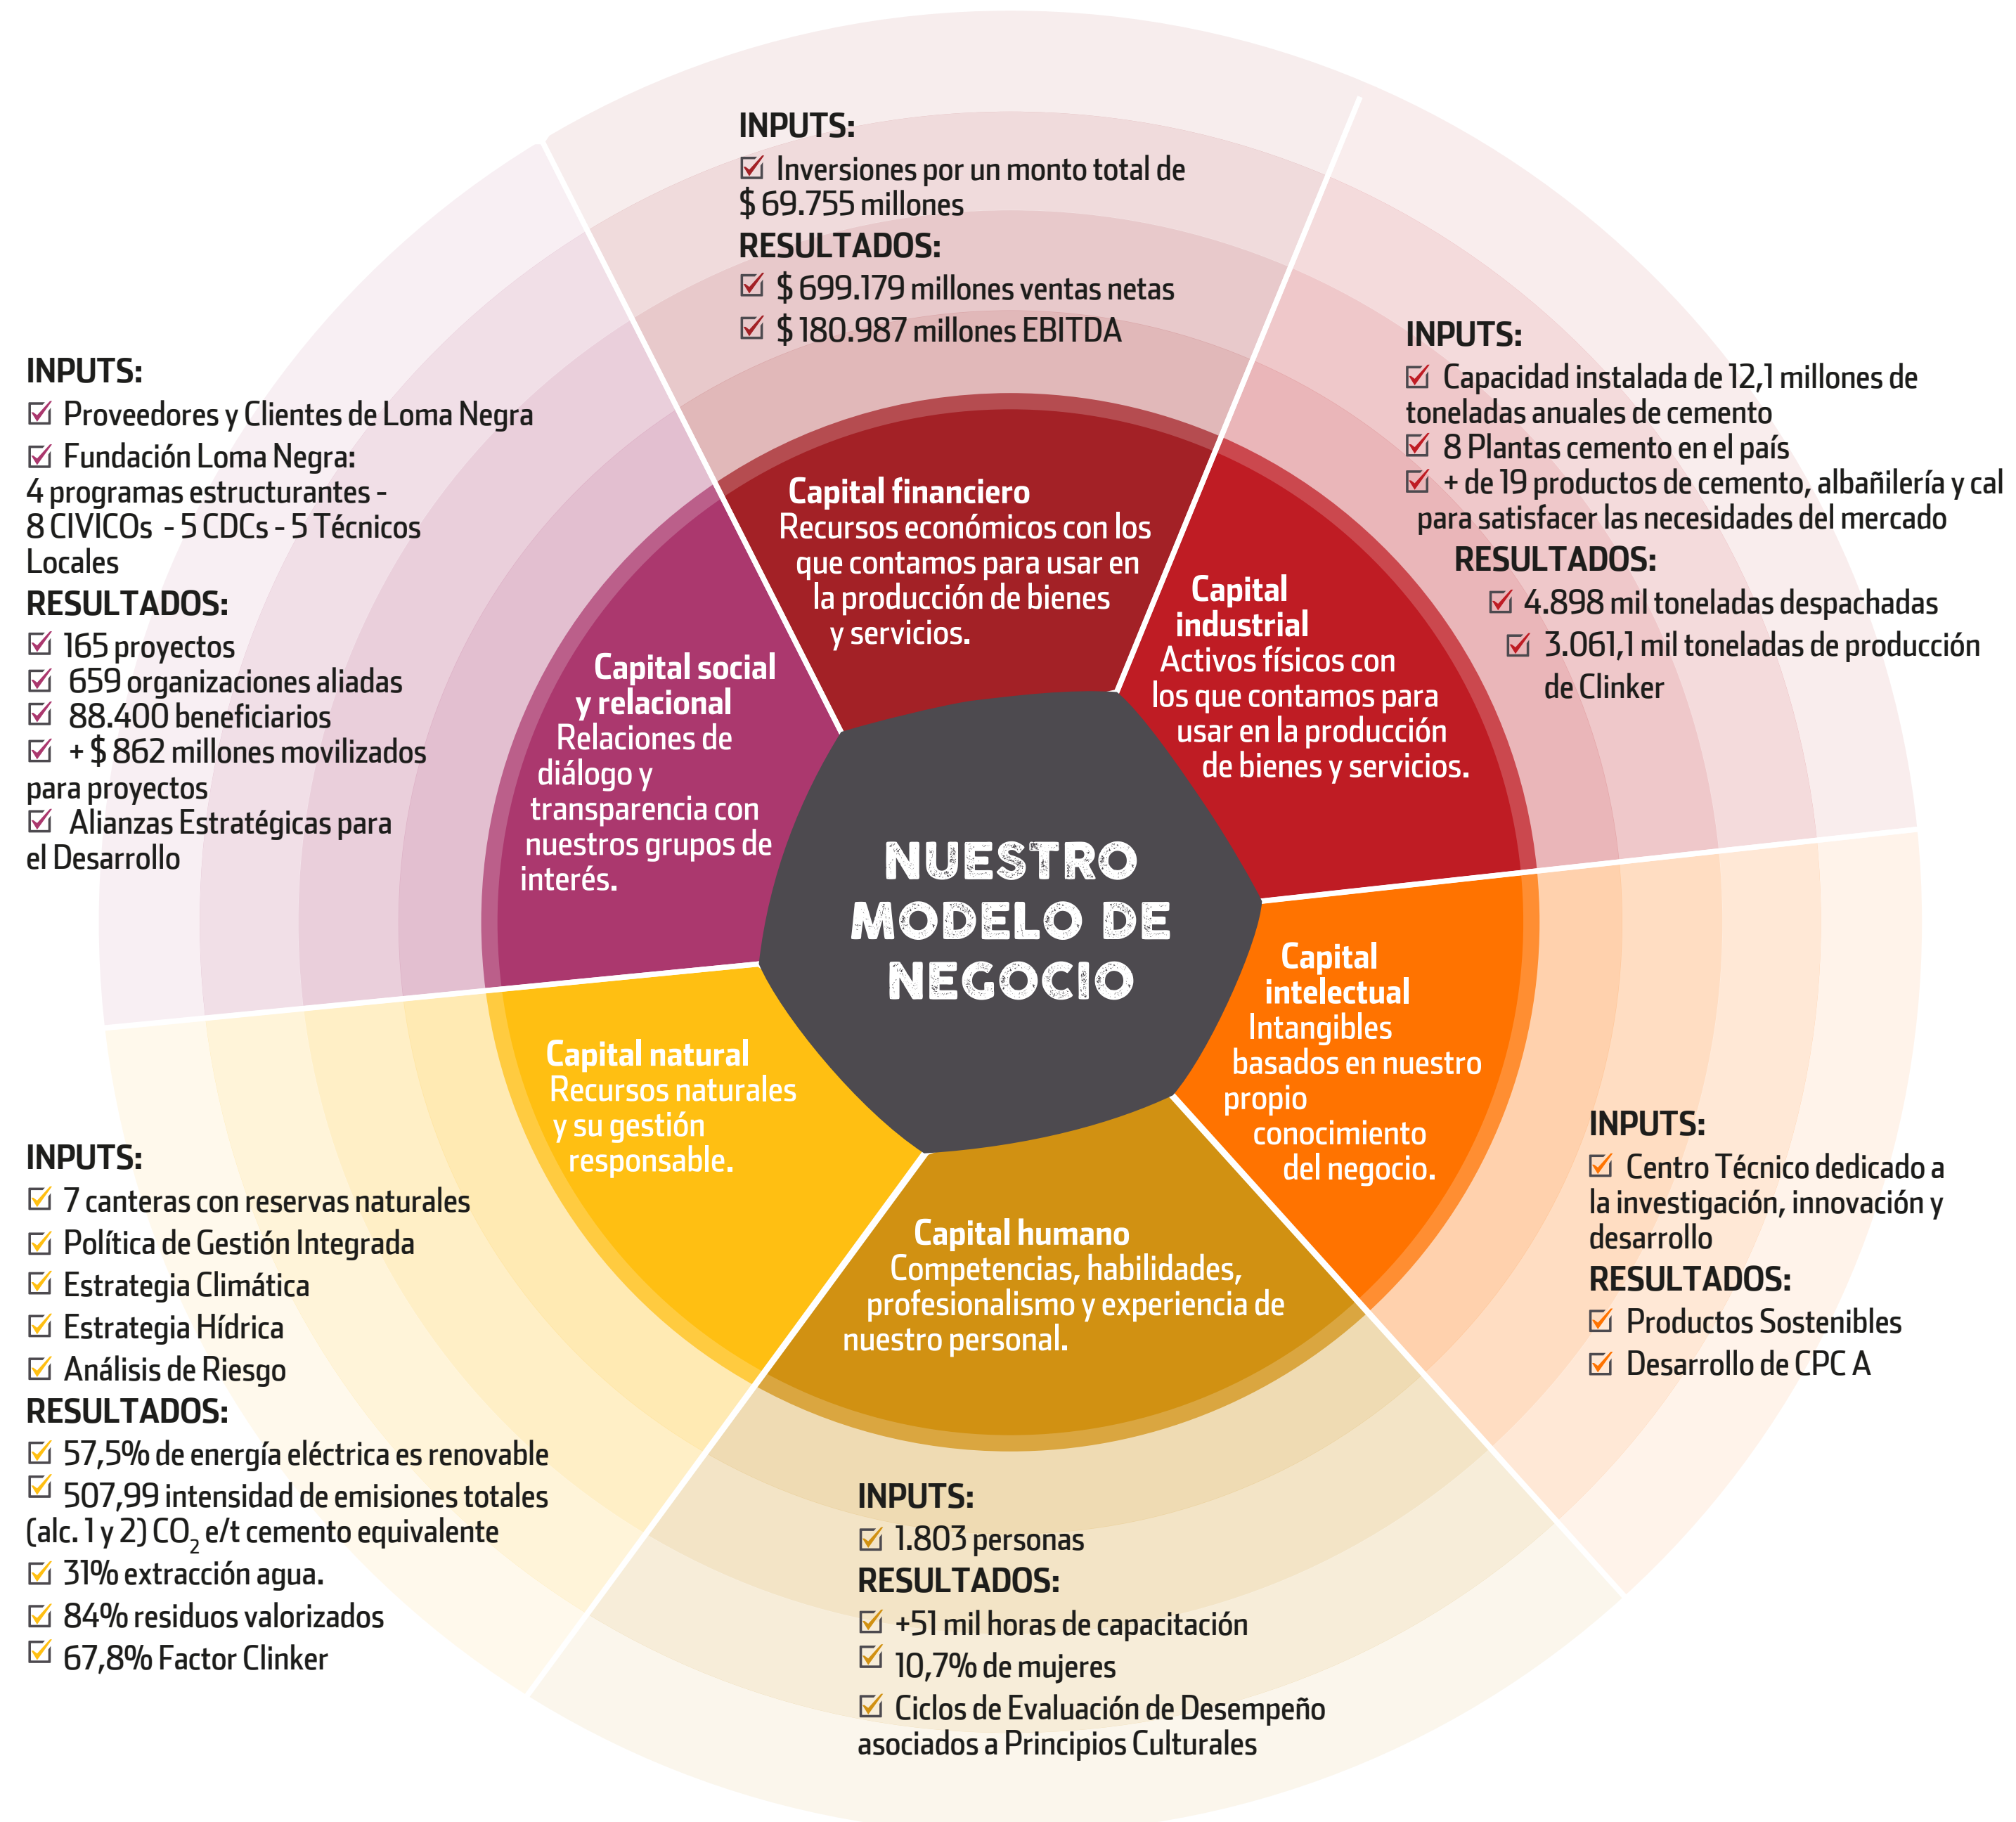 NUESTRO
MODELO DE
NEGOCIO
Capital financiero
Recursos económicos con los
que contamos para usar en
la producción de bienes
y servicios.
INPUTS:
Inversiones por un monto total de
$ 69.755 millones
RESULTADOS:
$ 699.179 millones ventas netas
$ 180.987 millones EBITDA
Capital
industrial
Activos físicos con
los que contamos para
usar en la producción
de bienes y servicios.
INPUTS:
Capacidad instalada de 12,1 millones de
toneladas anuales de cemento
8 Plantas cemento en el país
+ de 19 productos de cemento, albañilería y cal
para satisfacer las necesidades del mercado
RESULTADOS:
4.898 mil toneladas despachadas
3.061,1 mil toneladas de producción
de Clinker
Capital
intelectual
Intangibles
basados en nuestro
propio
conocimiento
del negocio.
INPUTS:
Centro Técnico dedicado a
la investigación, innovación y
desarrollo
RESULTADOS:
Productos Sostenibles
Desarrollo de CPC A
Capital humano
Competencias, habilidades,
profesionalismo y experiencia de
nuestro personal.
INPUTS:
1.803 personas
RESULTADOS:
+51 mil horas de capacitación
10,7% de mujeres
Ciclos de Evaluación de Desempeño
asociados a Principios Culturales
Capital natural
Recursos naturales
y su gestión
responsable.
INPUTS:
7 canteras con reservas naturales
Política de Gestión Integrada
Estrategia Climática
Estrategia Hídrica
Análisis de Riesgo
RESULTADOS:
57,5% de energía eléctrica es renovable
507,99 intensidad de emisiones totales
(alc. 1 y 2) CO₂ e/t cemento equivalente
31% extracción agua.
84% residuos valorizados
67,8% Factor Clinker
Capital social
y relacional
Relaciones de
diálogo y
transparencia con
nuestros grupos de
interés.
INPUTS:
Proveedores y Clientes de Loma Negra
Fundación Loma Negra:
4 programas estructurantes -
8 CIVICOs - 5 CDCs - 5 Técnicos
Locales
RESULTADOS:
165 proyectos
659 organizaciones aliadas
88.400 beneficiarios
+ $ 862 millones movilizados
para proyectos
Alianzas Estratégicas para
el Desarrollo